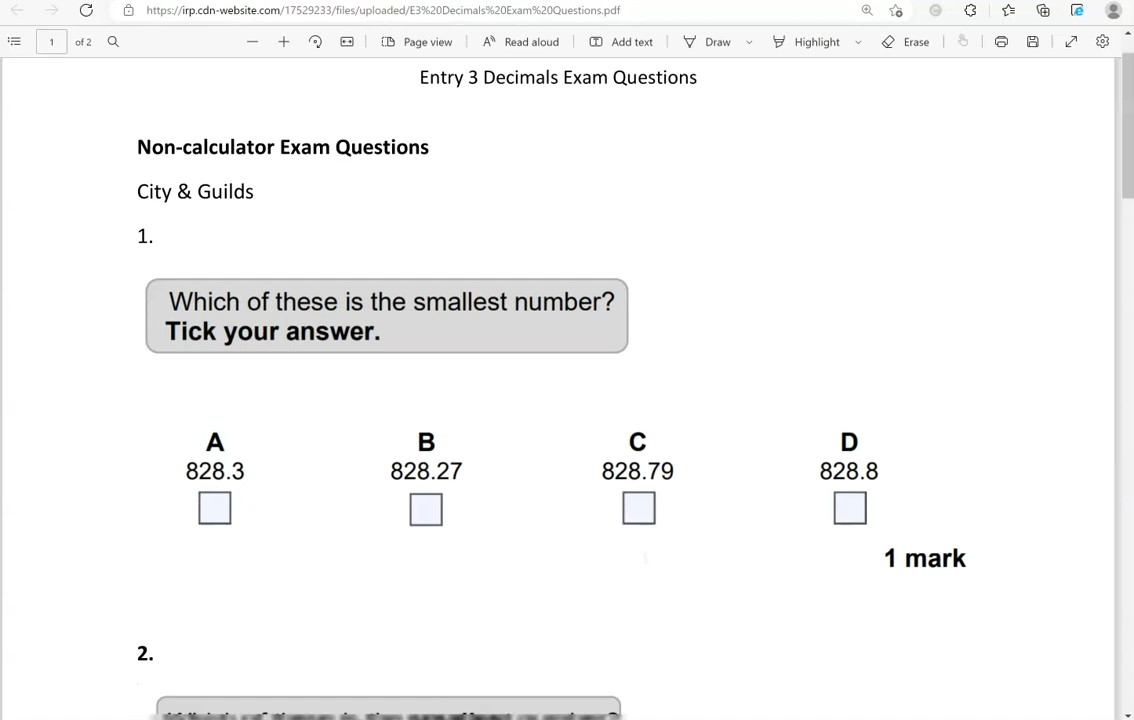 https://irp.cdn-website.com/17529233/files/uploaded/E3%20Decimals%20Exam%20Questions.pdf
1 of 2 Page view Read aloud Add text Draw Highlight Erase
Entry 3 Decimals Exam Questions
Non-calculator Exam Questions
City & Guilds
1.
Which of these is the smallest number?
Tick your answer.
A B C D
828.3 828.27 828.79 828.8
1 mark
2.